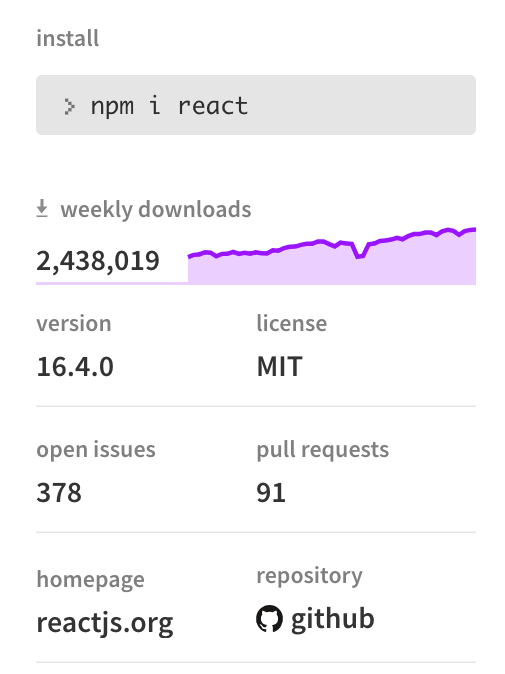 install
> npm i react
weekly downloads
2,438,019
version license
16.4.0 MIT
open issues pull requests
378 91
homepage repository
reactjs.org github